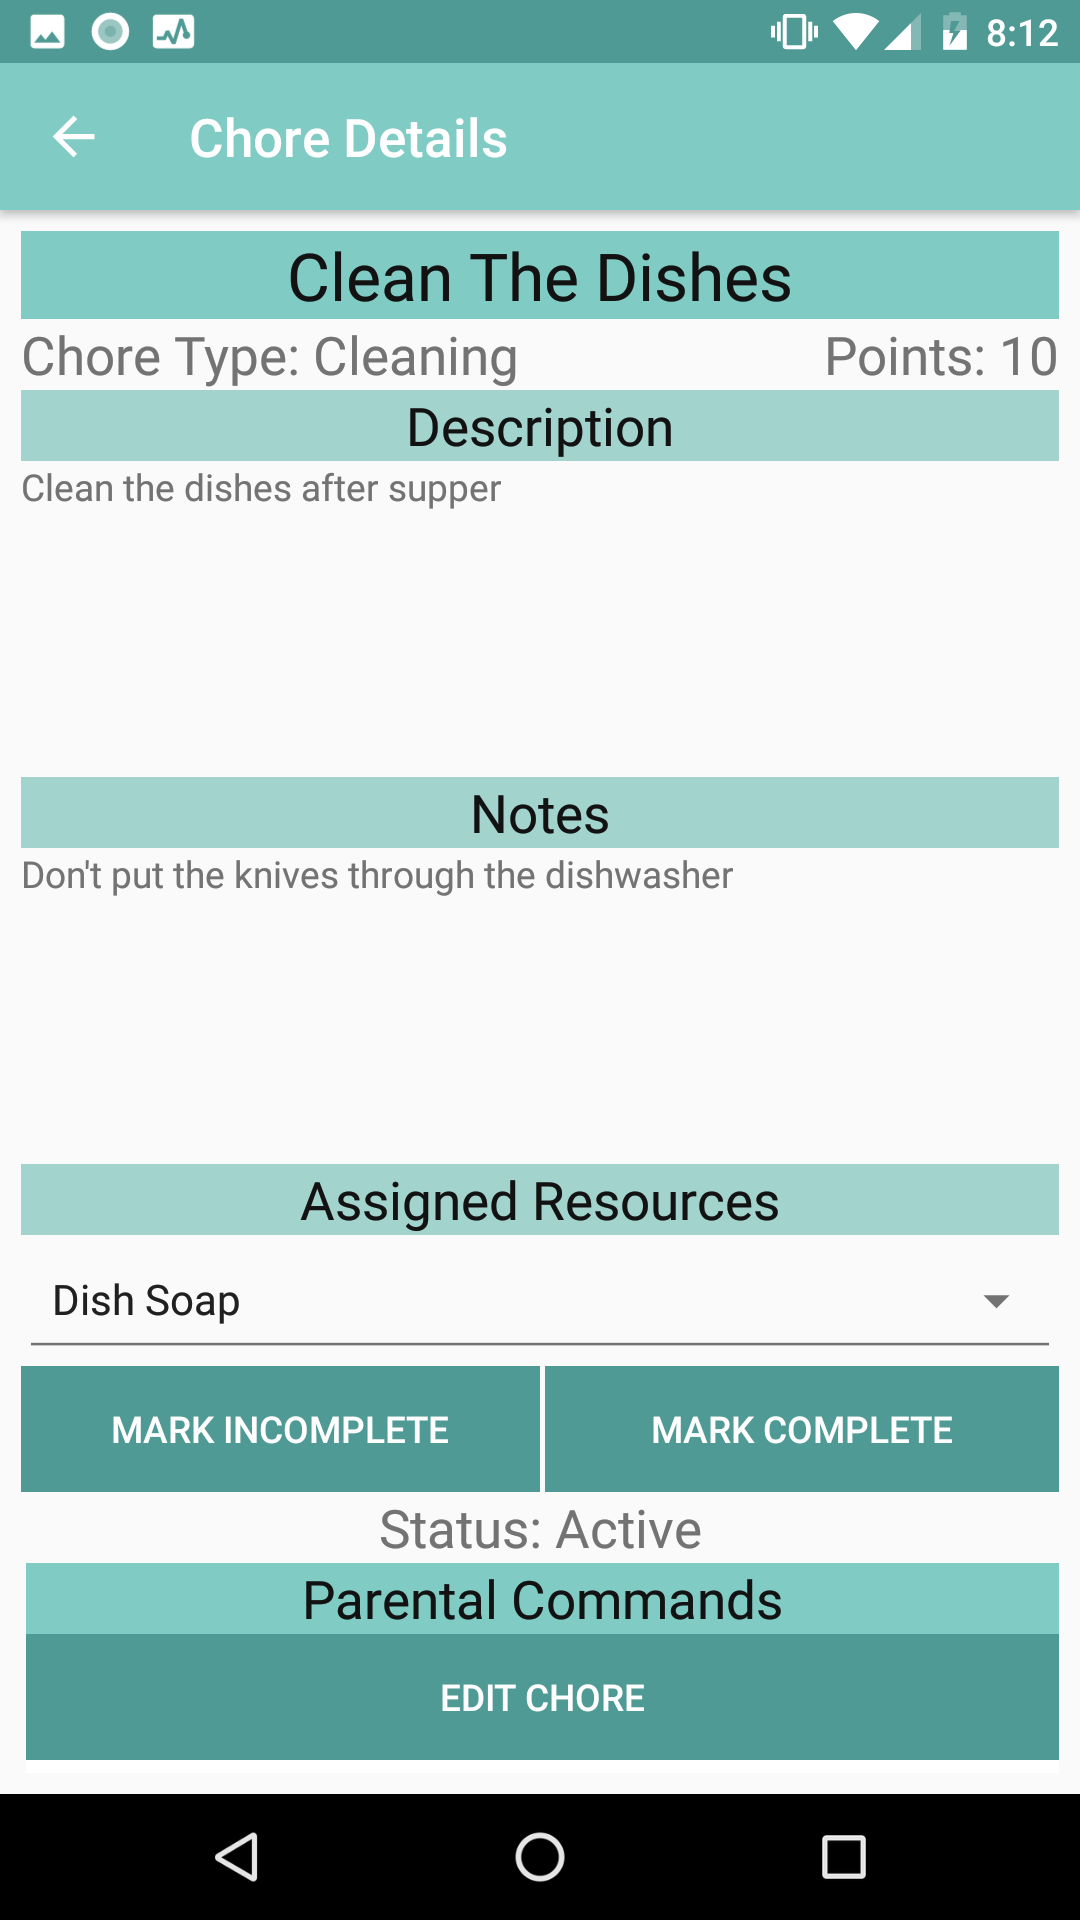 8:12
Chore Details
Clean The Dishes
Chore Type: Cleaning Points: 10
Description
Clean the dishes after supper
Notes
Don't put the knives through the dishwasher
Assigned Resources
Dish Soap
MARK INCOMPLETE MARK COMPLETE
Status: Active
Parental Commands
EDIT CHORE